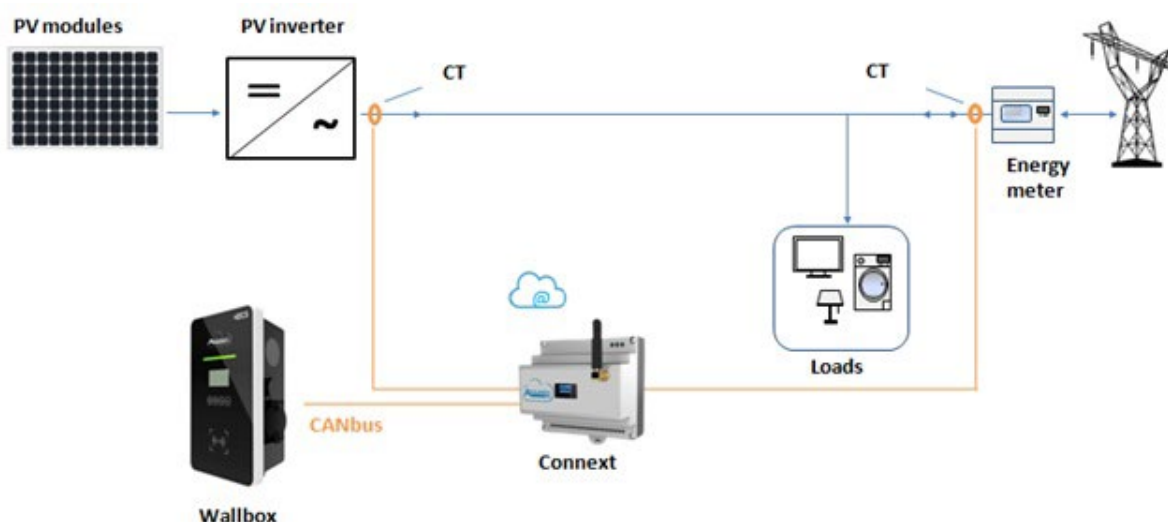 PV modules
PV inverter
CT
CT
Energy
meter
Loads
CANbus
Connext
Wallbox